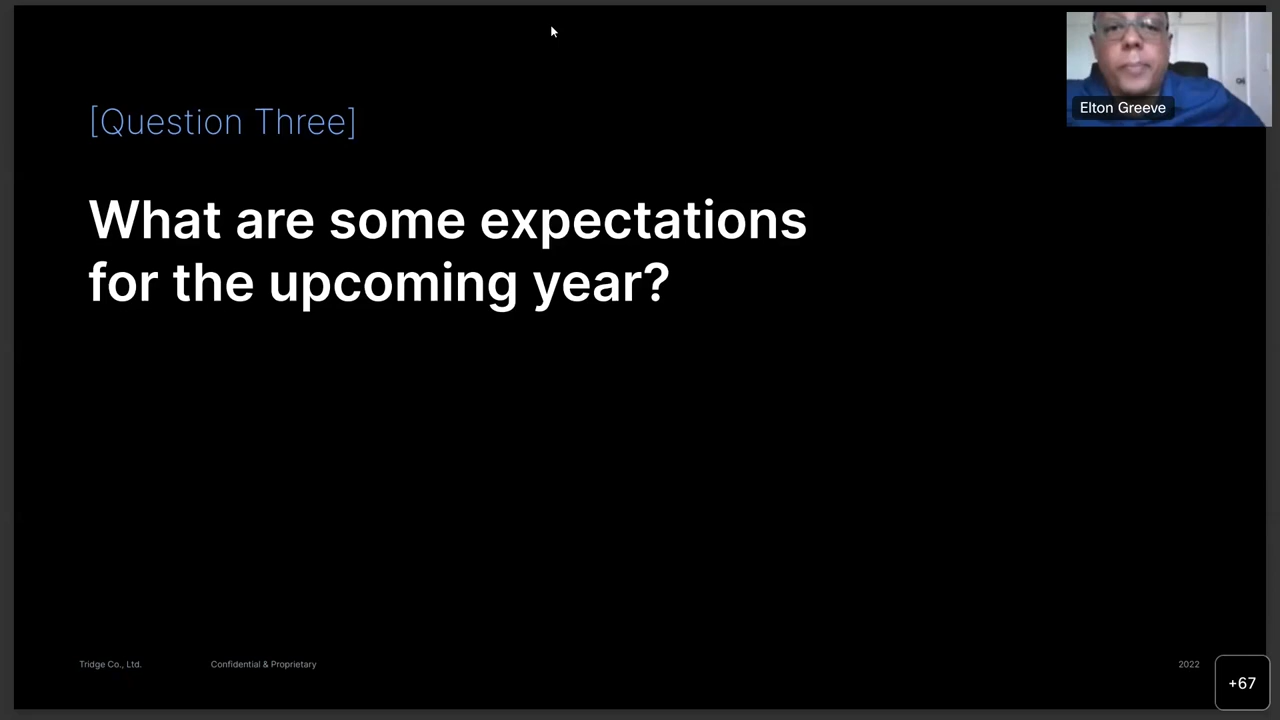 [Question Three]
Elton Greeve
What are some expectations
for the upcoming year?
Tridge Co., Ltd.
Confidential & Proprietary
2022
+67